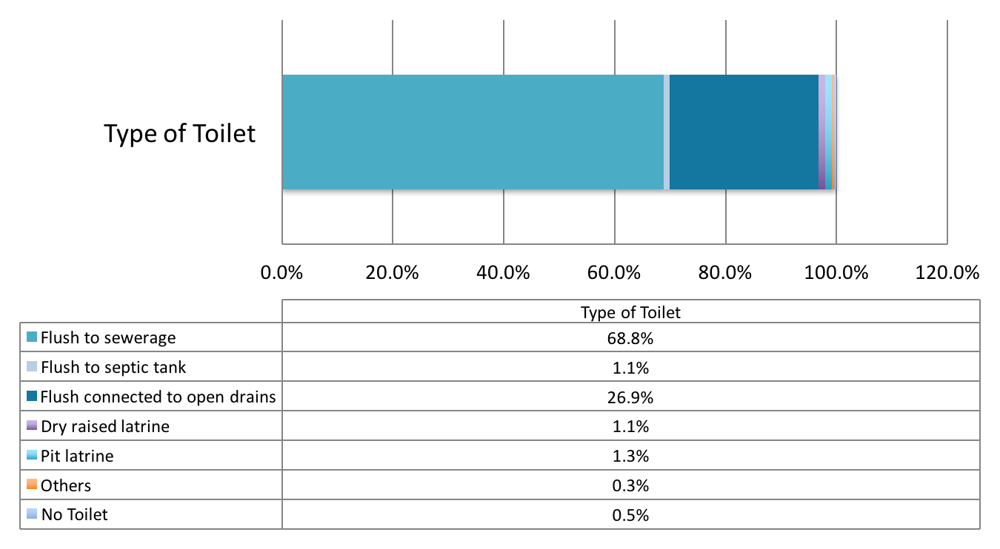 Type of Toilet
0.0% 20.0% 40.0% 60.0% 80.0% 100.0% 120.0%
Type of Toilet
Flush to sewerage 68.8%
Flush to septic tank 1.1%
Flush connected to open drains 26.9%
Dry raised latrine 1.1%
Pit latrine 1.3%
Others 0.3%
No Toilet 0.5%